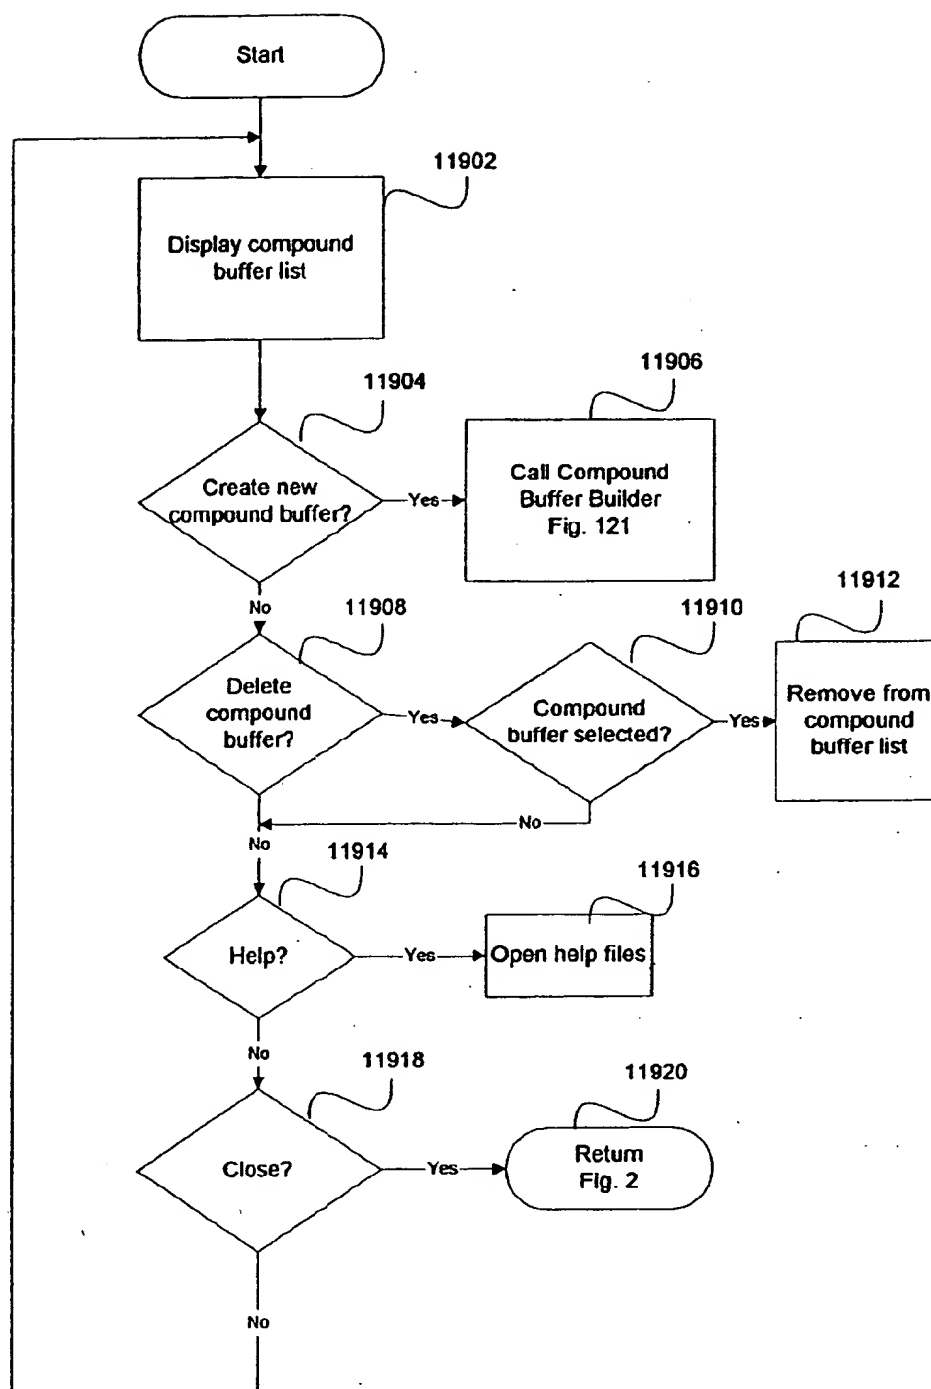 Start
11902
Display compound
buffer list
11904
11906
Create new
compound buffer?
Yes
Call Compound
Buffer Builder
Fig. 121
No
11908
11910
11912
Delete
compound
buffer?
Yes
Compound
buffer selected?
Yes
Remove from
compound
buffer list
No
No
11914
11916
Help?
Yes
Open help files
No
11918
11920
Close?
Yes
Return
Fig. 2
No